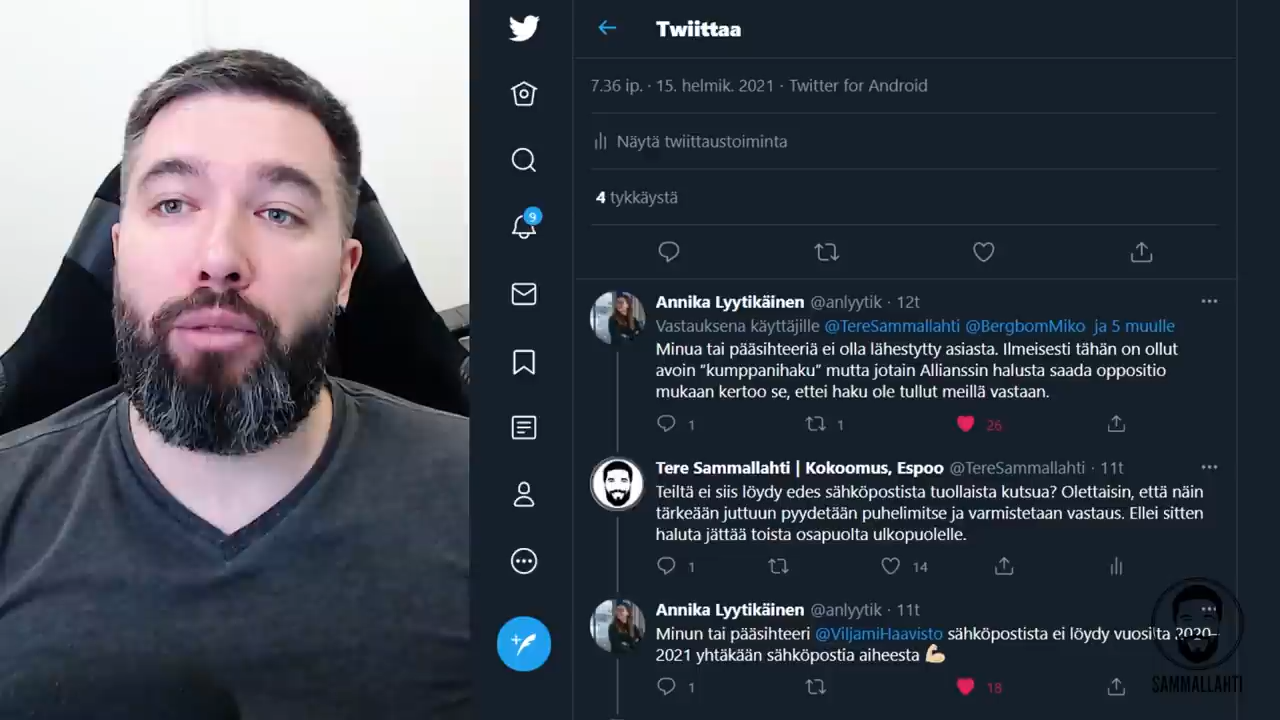 Twiittaa
7.36 ip. · 15. helmik. 2021 · Twitter for Android
Näytä twiittaustoiminta
4 tykkäystä
9
Annika Lyytikäinen @anlyytik · 12t
Vastauksena käyttäjille @TereSammallahti @BergbomMiko ja 5 muulle
Minua tai pääsihteeriä ei olla lähestytty asiasta. Ilmeisesti tähän on ollut
avoin “kumppanihaku” mutta jotain Allianssin halusta saada oppositio
mukaan kertoo se, ettei haku ole tullut meillä vastaan.
1 1 26
Tere Sammallahti | Kokoomus, Espoo @TereSammallahti · 11t
Teiltä ei siis löydy edes sähköpostista tuollaista kutsua? Olettaisin, että näin
tärkeään juttuun pyydetään puhelimitse ja varmistetaan vastaus. Ellei sitten
haluta jättää toista osapuolta ulkopuolelle.
1 14
Annika Lyytikäinen @anlyytik · 11t
Minun tai pääsihteeri @ViljamiHaavisto sähköpostista ei löydy vuosilta 2020-
2021 yhtäkään sähköpostia aiheesta 💪🏼
1 18
SAMMALLAHTI